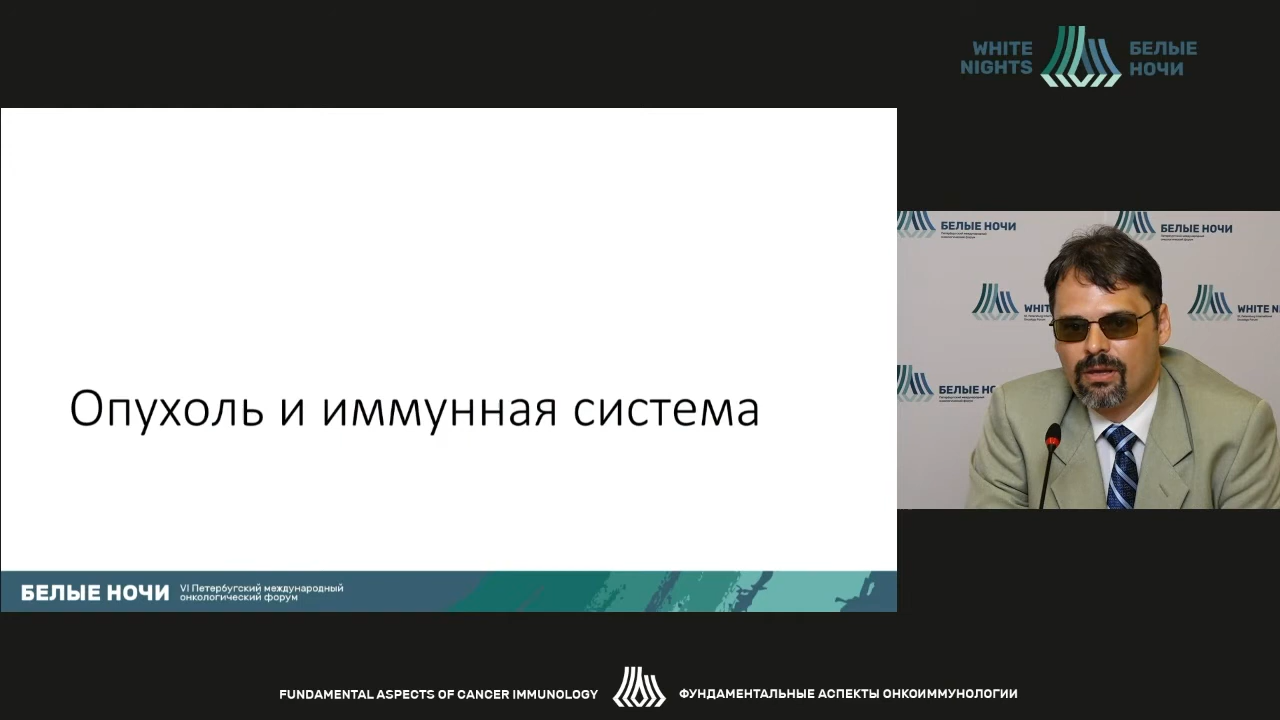 WHITE
NIGHTS
БЕЛЫЕ
НОЧИ
БЕЛЫЕ НОЧИ
БЕЛЫЕ НОЧИ
WHITE N
БЕЛЫЕ НО
Опухоль и иммунная система
БЕЛЫЕ НОЧИ
VI Петербугский международный
онкологический форум
FUNDAMENTAL ASPECTS OF CANCER IMMUNOLOGY
ФУНДАМЕНТАЛЬНЫЕ АСПЕКТЫ ОНКОИММУНОЛОГИИ